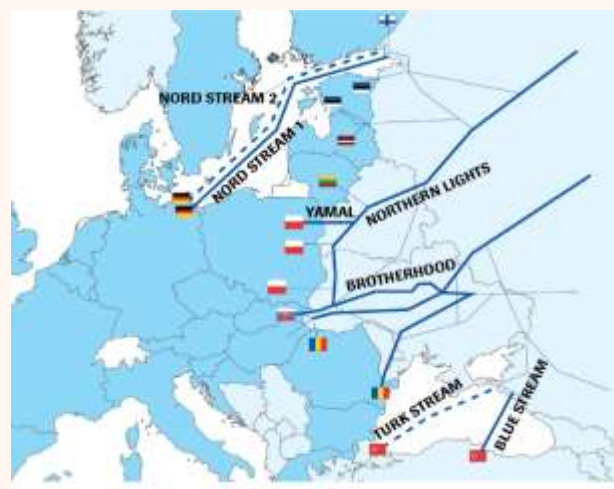 NORD STREAM 2
NORD STREAM 1
YAMAL
NORTHERN LIGHTS
BROTHERHOOD
TURK STREAM
BLUE STREAM